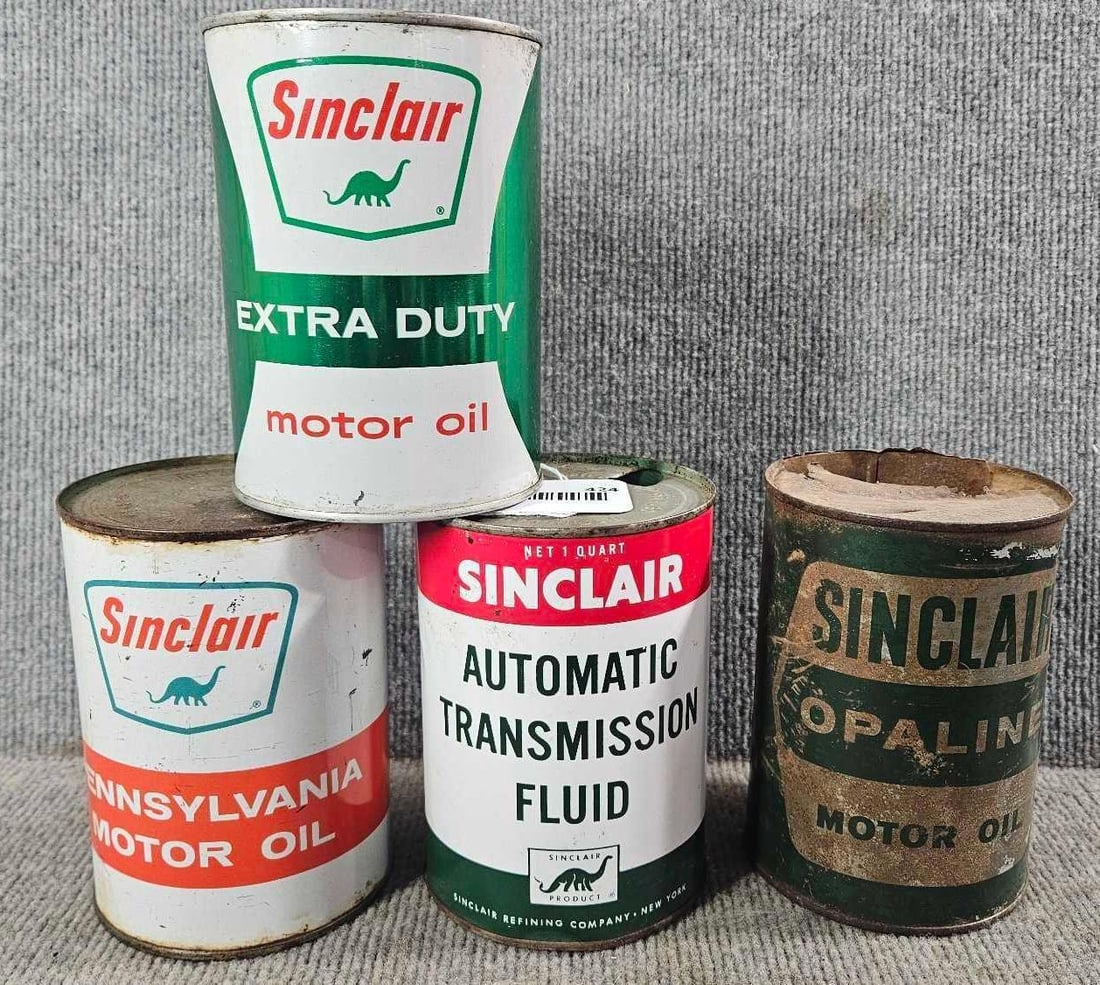 Sinclair
®
EXTRA DUTY
motor oil
Sinclair
®
ENNSYLVANIA
MOTOR OIL
424
NET 1 QUART
SINCLAIR
AUTOMATIC
TRANSMISSION
FLUID
SINCLAIR
PRODUCT
SINCLAIR REFINING COMPANY • NEW YORK
SINCLAIR
OPALINE
MOTOR OIL